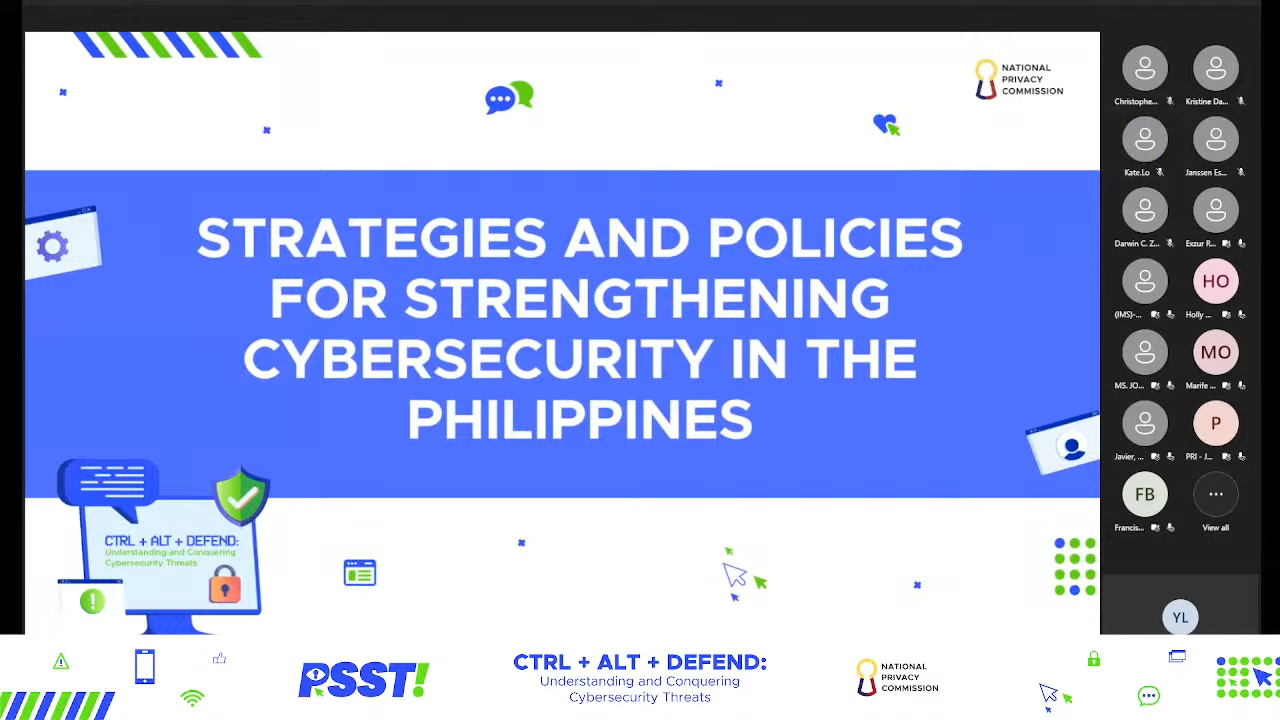 NATIONAL
PRIVACY
COMMISSION
STRATEGIES AND POLICIES
FOR STRENGTHENING
CYBERSECURITY IN THE
PHILIPPINES
CTRL + ALT + DEFEND:
Understanding and Conquering
Cybersecurity Threats
Christophe...
Kristine Da...
Kate.Lo
Janssen Es...
Darwin C. Z...
Exzur R...
(IMS)-...
HO
Holly ...
MS. JO...
MO
Marife ...
Javier, ...
P
PRI - J...
FB
Francis...
View all
YL
PSST!
CTRL + ALT + DEFEND:
Understanding and Conquering
Cybersecurity Threats
NATIONAL
PRIVACY
COMMISSION